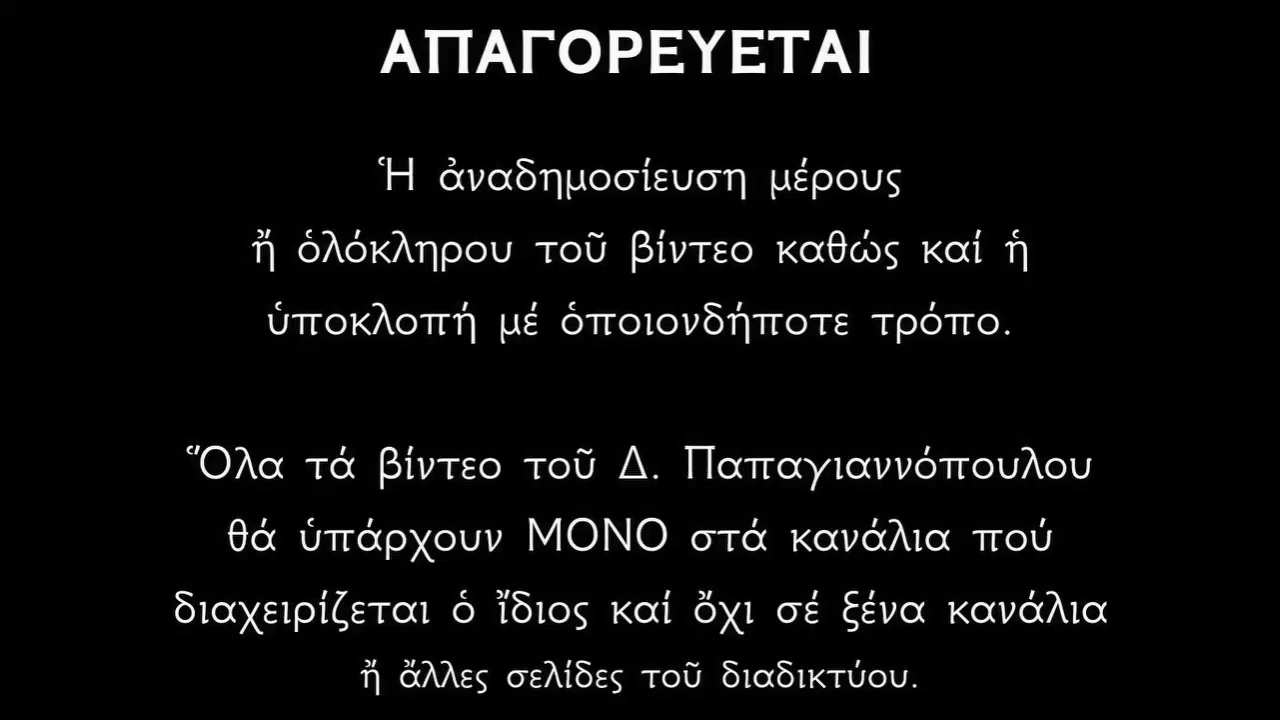 ΑΠΑΓΟΡΕΥΕΤΑΙ
Ἡ ἀναδημοσίευση μέρους
ἤ ὁλόκληρου τοῦ βίντεο καθώς καί ἡ
ὑποκλοπή μέ ὁποιονδήποτε τρόπο.
Ὅλα τά βίντεο τοῦ Δ. Παπαγιαννόπουλου
θά ὑπάρχουν ΜΟΝΟ στά κανάλια πού
διαχειρίζεται ὁ ἴδιος καί ὄχι σέ ξένα κανάλια
ἤ ἄλλες σελίδες τοῦ διαδικτύου.